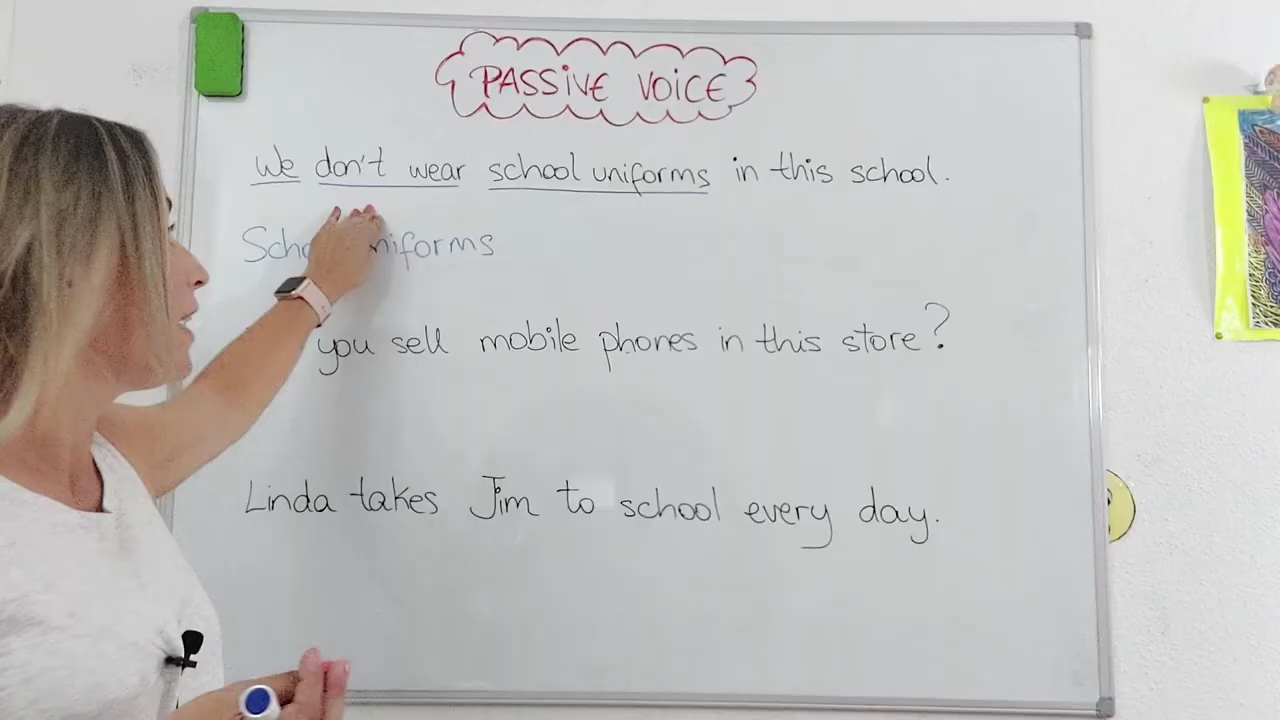 PASSIVE VOICE
We don't wear school uniforms in this school.
uniforms
you sell mobile phones in this store?
Linda takes Jim to school every day.